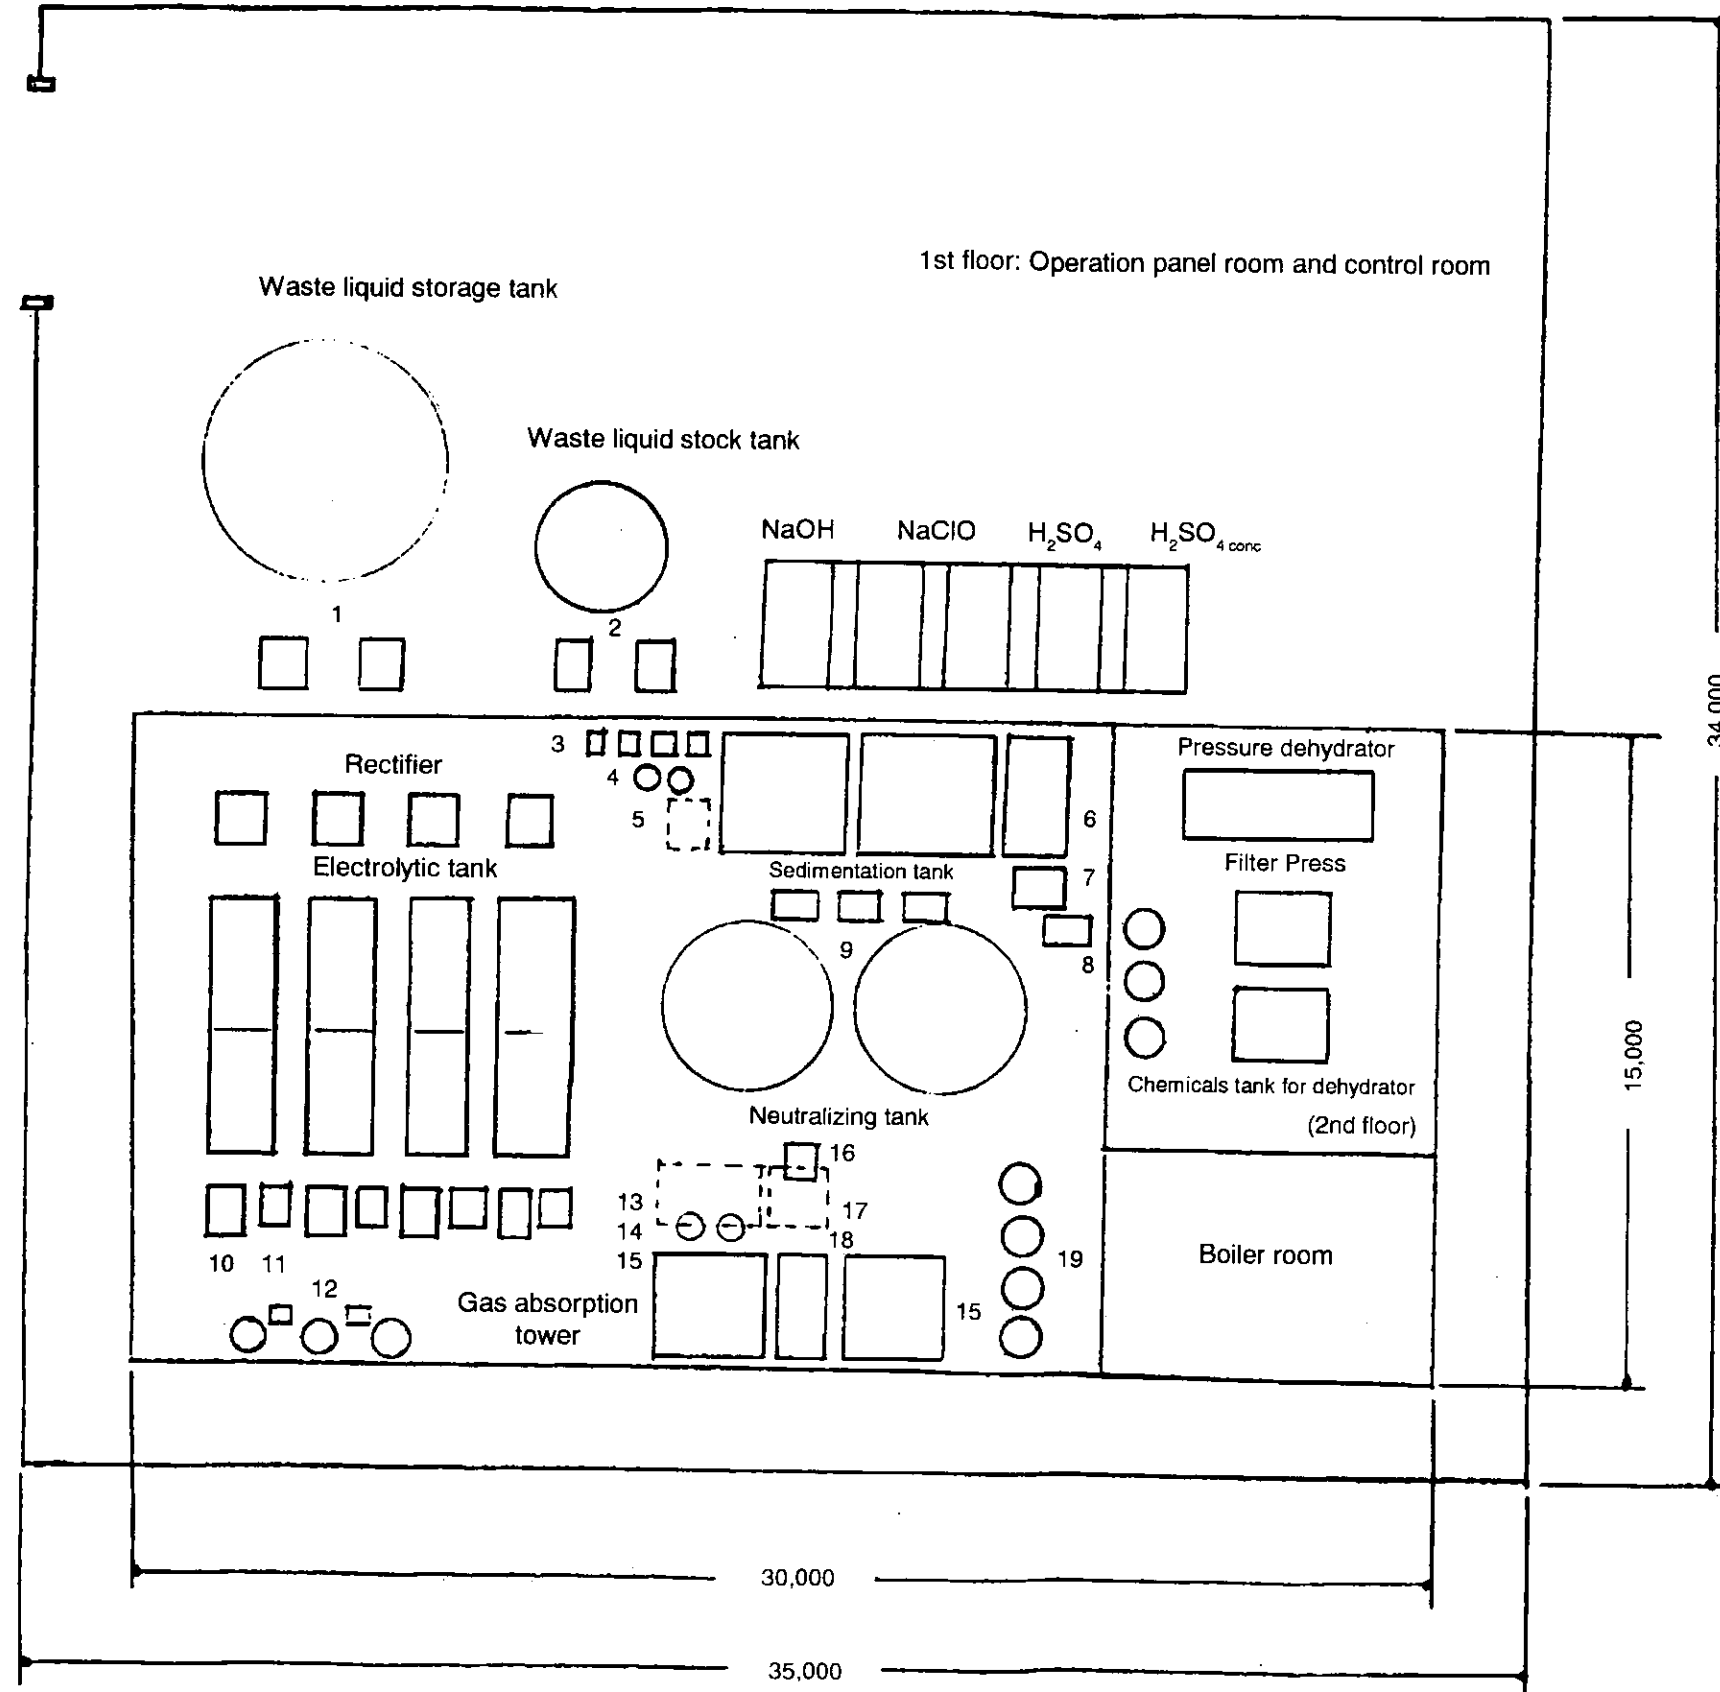 1st floor: Operation panel room and control room
Waste liquid storage tank
Waste liquid stock tank
NaOH NaClO H₂SO₄ H₂SO₄ conc
1
2
34,000
3
Rectifier
4
5
6
Pressure dehydrator
Electrolytic tank
Sedimentation tank
7
Filter Press
9
8
15,000
Chemicals tank for dehydrator
(2nd floor)
Neutralizing tank
16
13
17
14
18
15
10
11
12
Gas absorption
tower
15
19
Boiler room
30,000
35,000